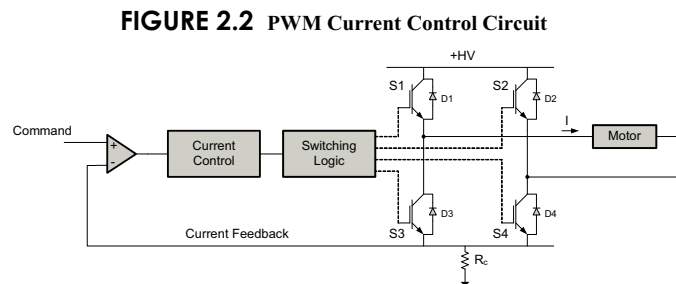 FIGURE 2.2 PWM Current Control Circuit
+HV
S1
D1
S2
D2
Command
+
-
Current
Control
Switching
Logic
I
Motor
S3
D3
S4
D4
Current Feedback
Rc